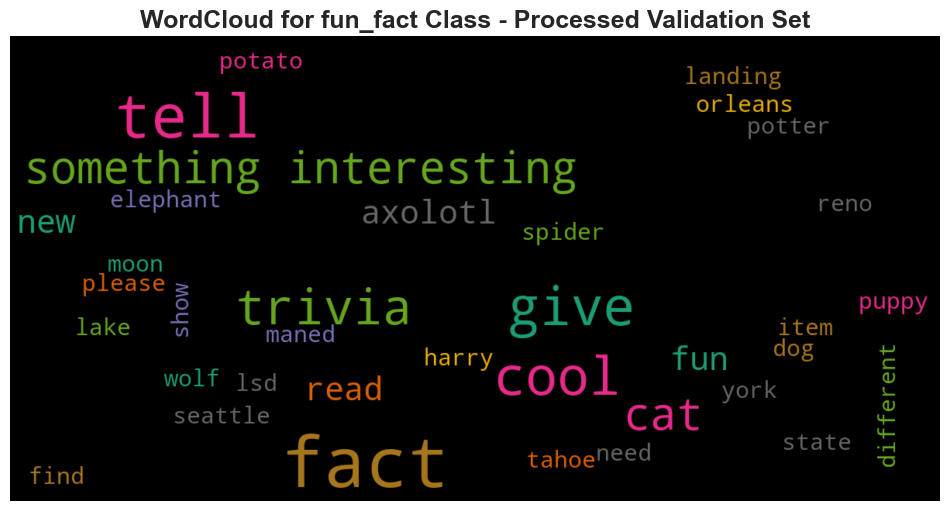 WordCloud for fun_fact Class - Processed Validation Set
potato
landing
tell
orleans
potter
something interesting
elephant
axolotl
reno
new
spider
moon
please
show
trivia
give
puppy
lake
maned
item
harry
dog
fun
wolf
lsd
read
cool
york
different
seattle
cat
state
fact
tahoe
need
find